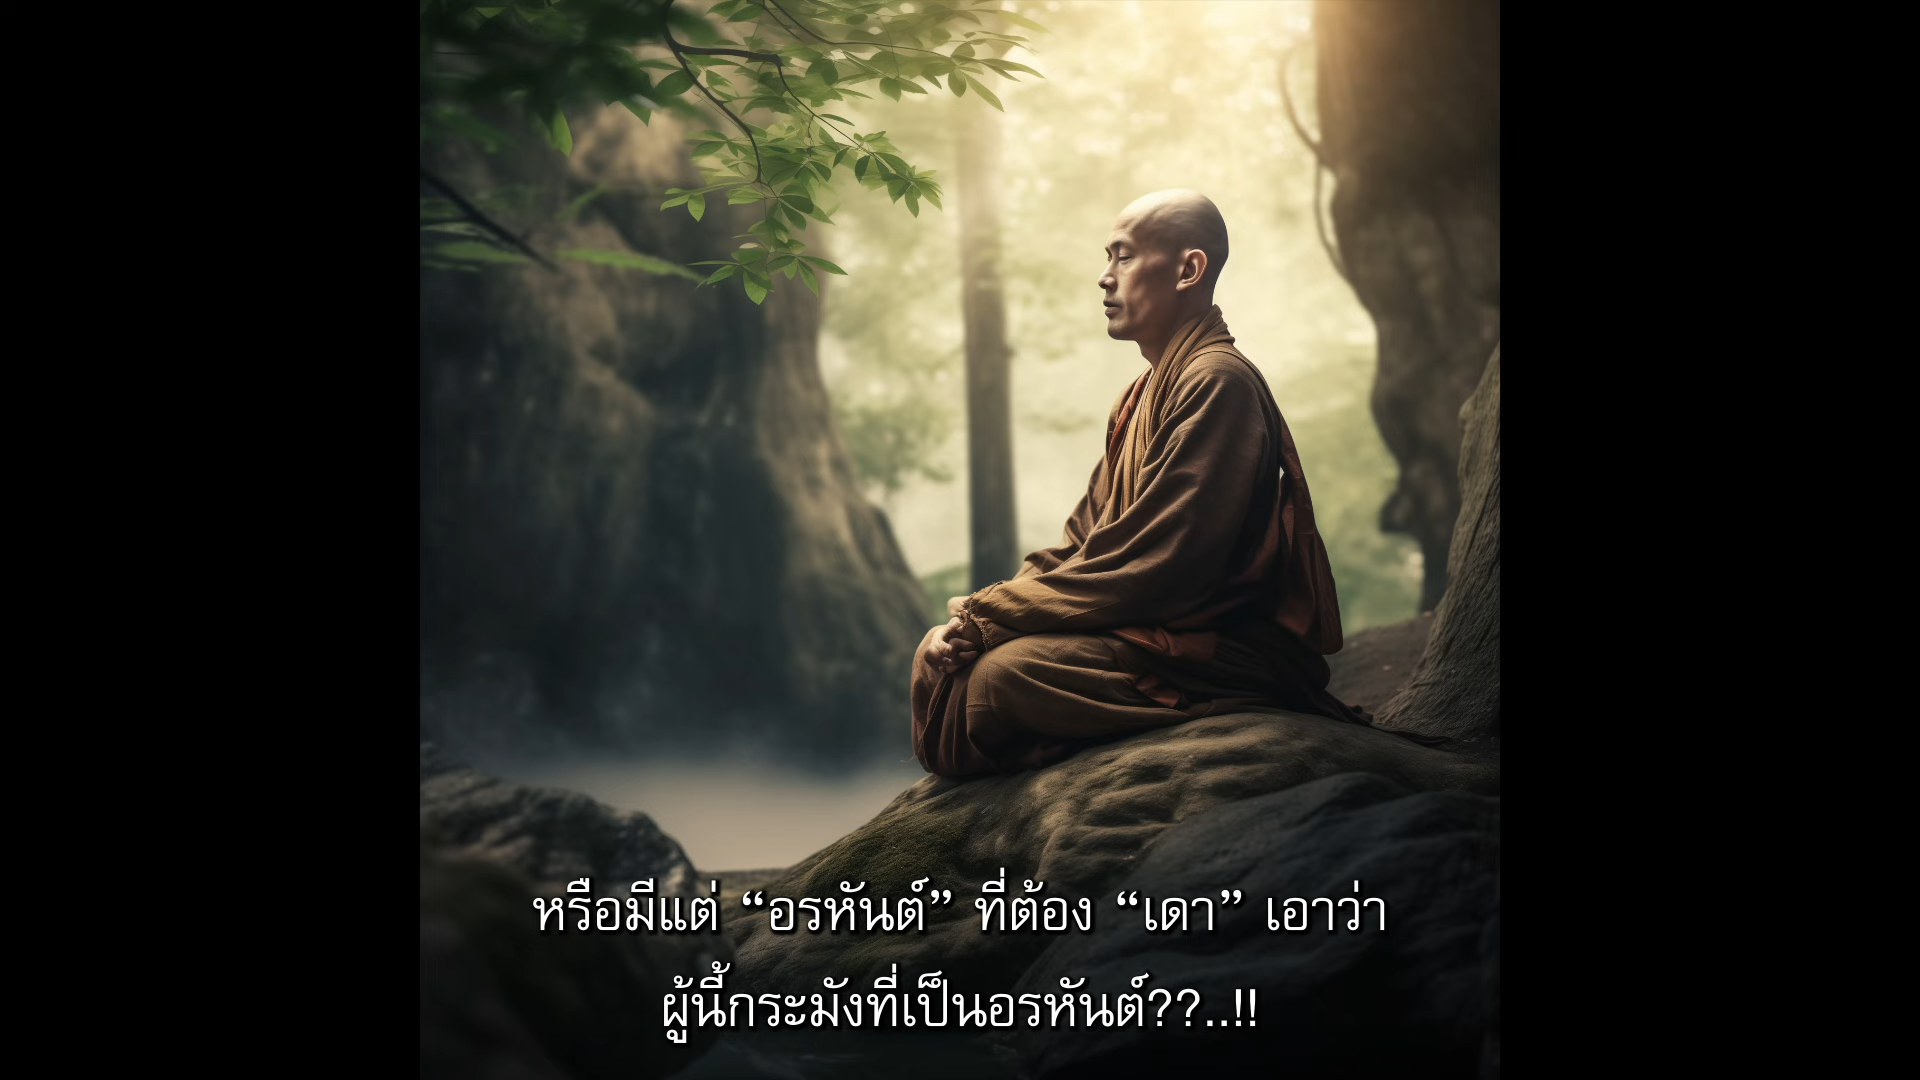 หรือมีแต่ “อรหันต์” ที่ต้อง “เดา” เอาว่า
ผู้นี้กระมังที่เป็นอรหันต์??..!!